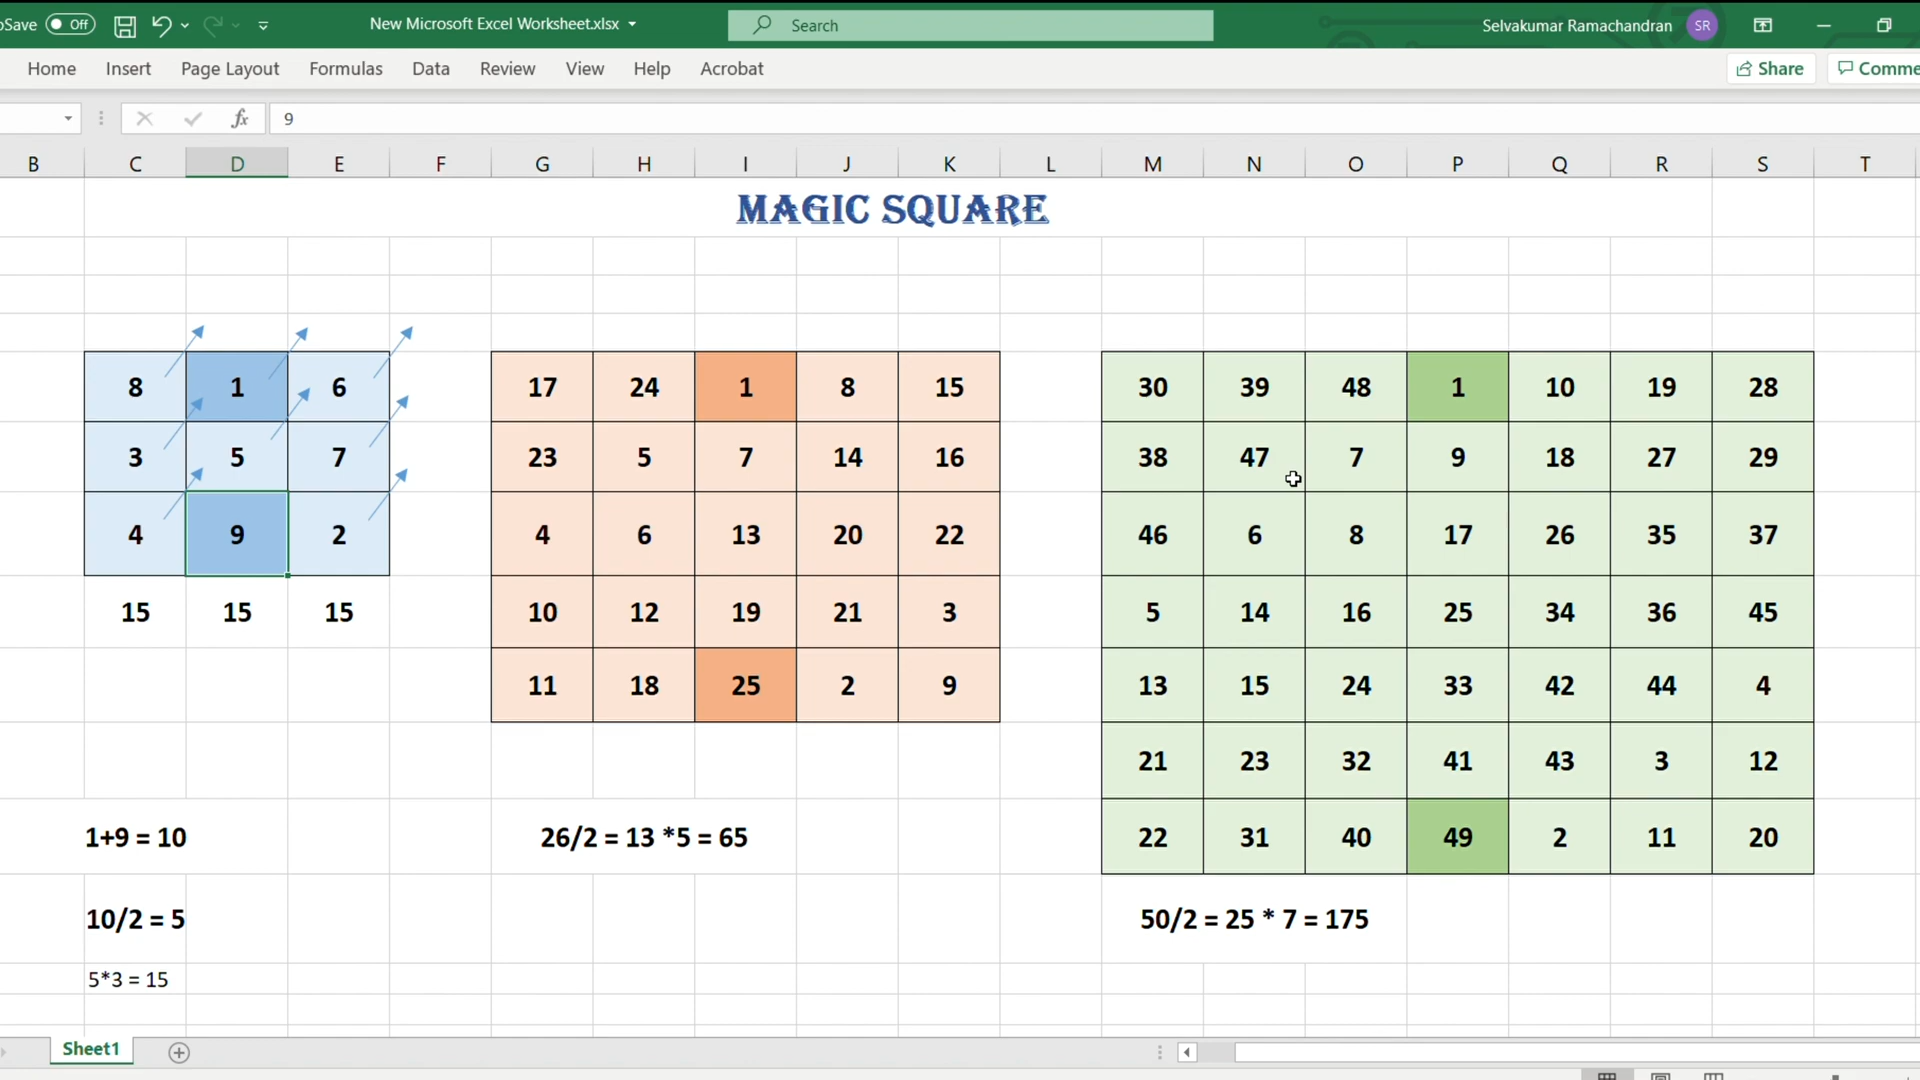 oSave Off New Microsoft Excel Worksheet.xlsx Search Selvakumar Ramachandran SR
Home Insert Page Layout Formulas Data Review View Help Acrobat Share Comme
fx 9
B C D E F G H I J K L M N O P Q R S T
MAGIC SQUARE
8 1 6 17 24 1 8 15 30 39 48 1 10 19 28
3 5 7 23 5 7 14 16 38 47 7 9 18 27 29
4 9 2 4 6 13 20 22 46 6 8 17 26 35 37
15 15 15 10 12 19 21 3 5 14 16 25 34 36 45
11 18 25 2 9 13 15 24 33 42 44 4
21 23 32 41 43 3 12
1+9 = 10 26/2 = 13 *5 = 65 22 31 40 49 2 11 20
10/2 = 5 50/2 = 25 * 7 = 175
5*3 = 15
Sheet1